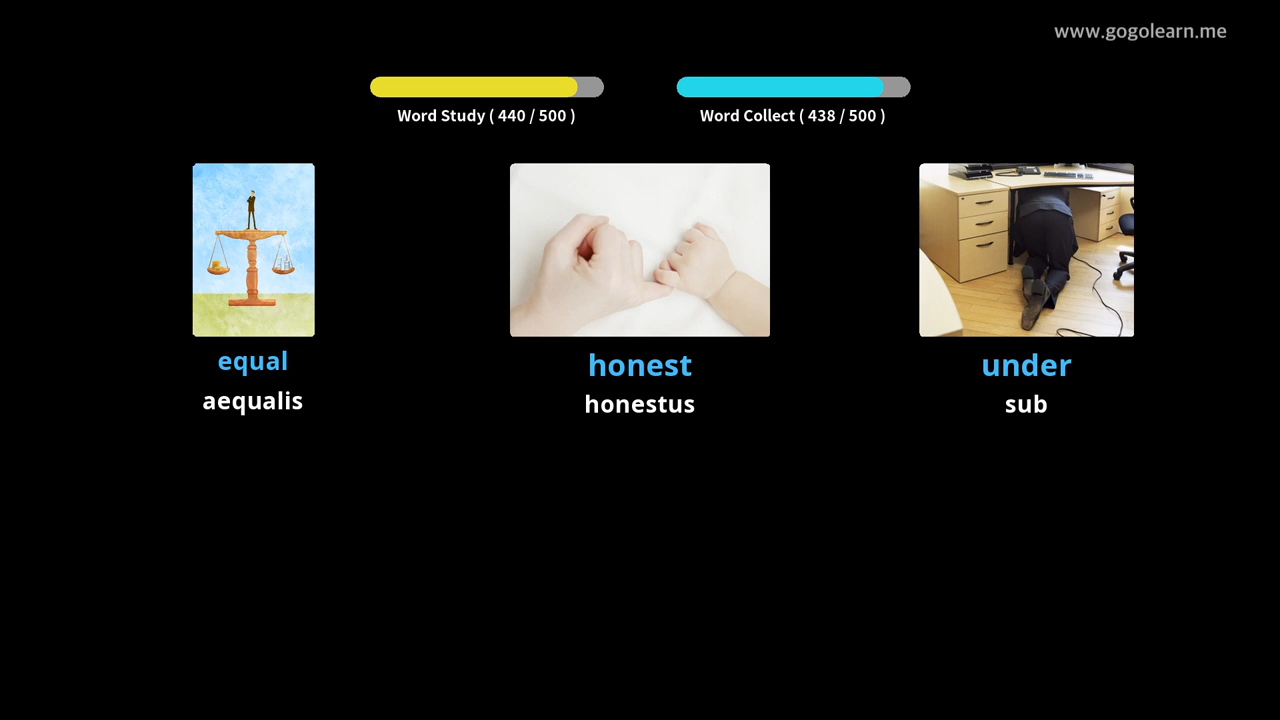 www.gogolearn.me
Word Study ( 440 / 500 )
Word Collect ( 438 / 500 )
equal
aequalis
honest
honestus
under
sub